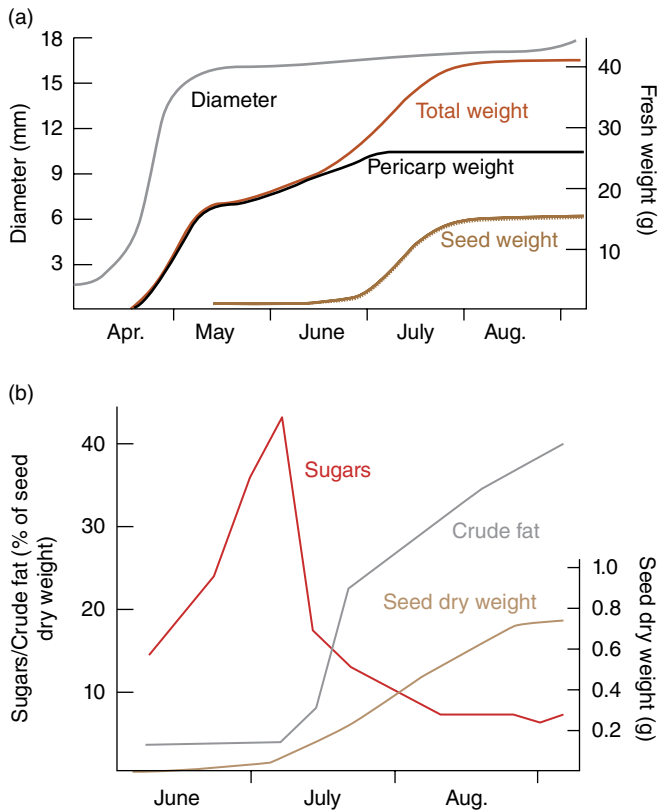 (a)
18
15
12
9
6
3
Diameter (mm)
Diameter
Total weight
Pericarp weight
Seed weight
40
30
20
10
Fresh weight (g)
Apr. May June July Aug.
(b)
40
30
20
10
Sugars/Crude fat (% of seed
dry weight)
Sugars
Crude fat
Seed dry weight
1.0
0.8
0.6
0.4
0.2
Seed dry weight (g)
June July Aug.